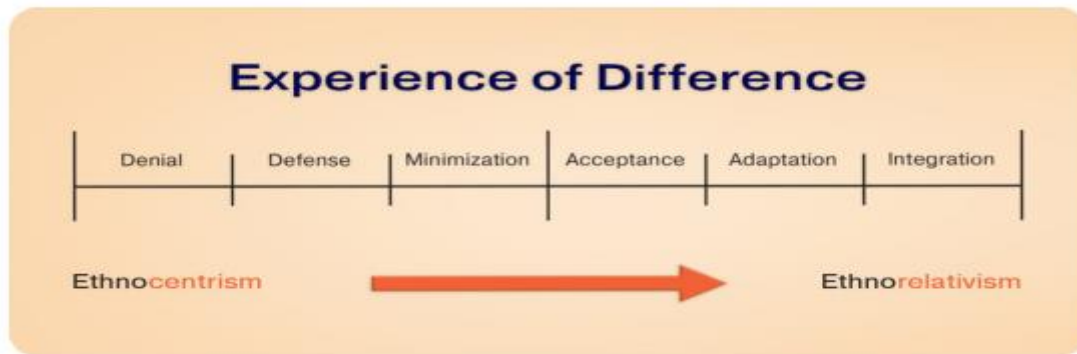 Experience of Difference
Denial Defense Minimization Acceptance Adaptation Integration
Ethnocentrism Ethnorelativism